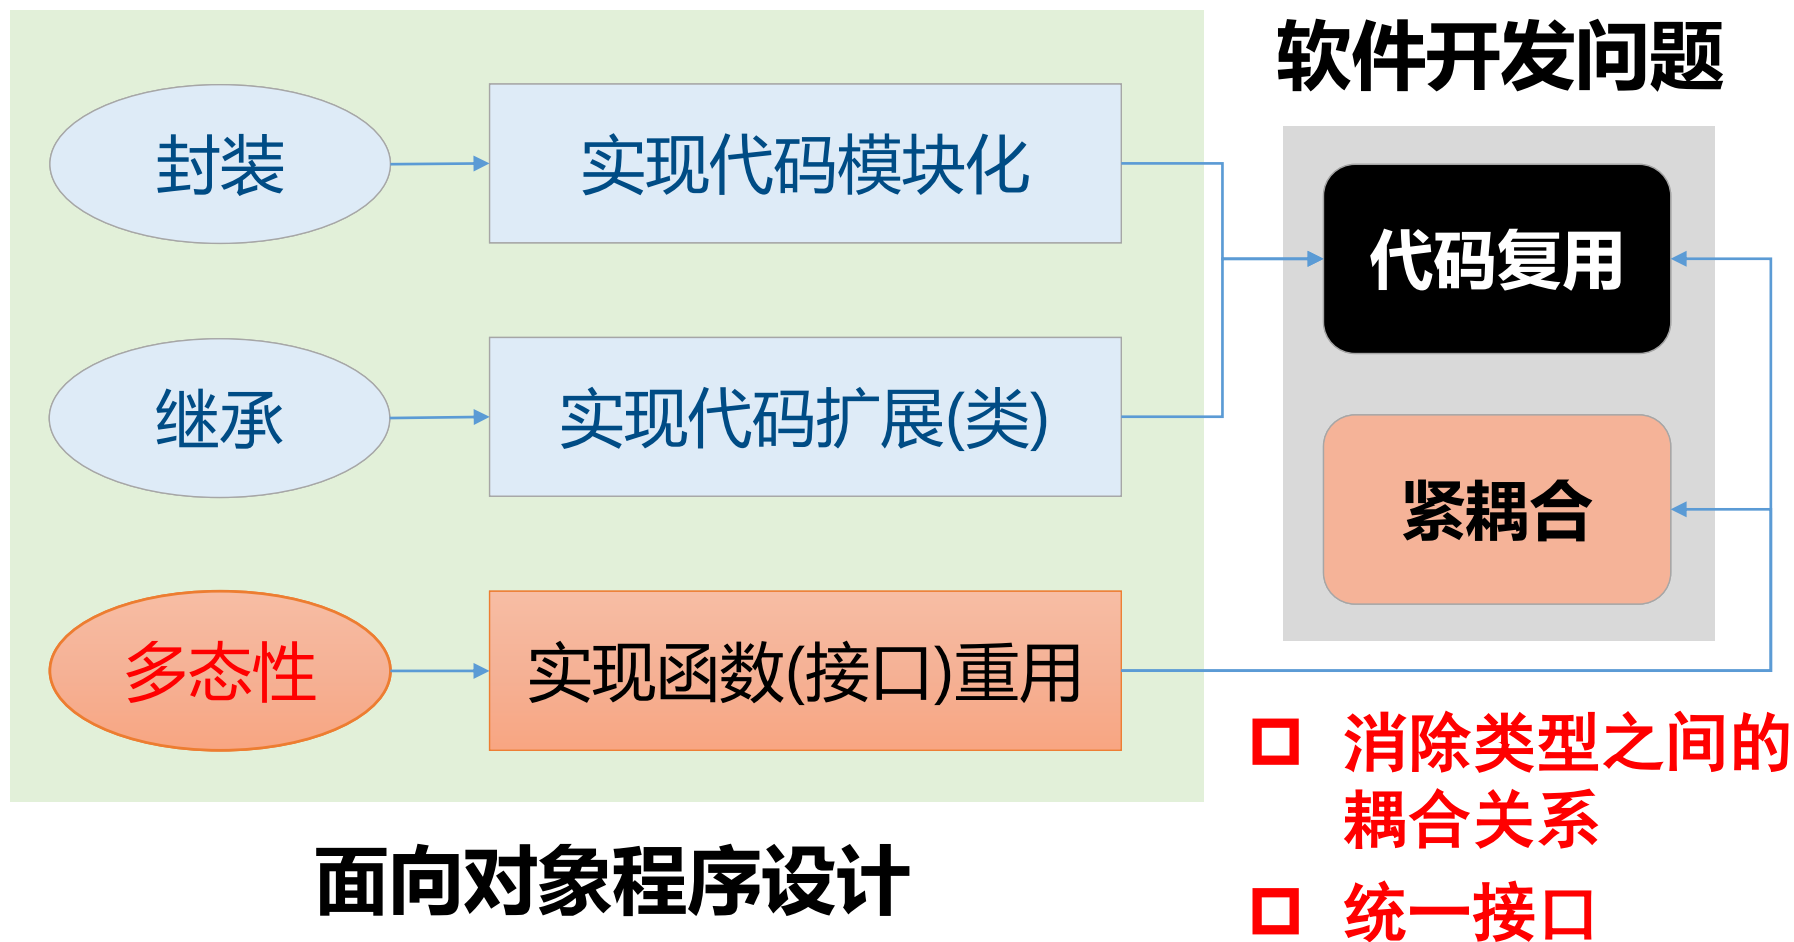 软件开发问题
封装
实现代码模块化
代码复用
继承
实现代码扩展(类)
紧耦合
多态性
实现函数(接口)重用
消除类型之间的
耦合关系
统一接口
面向对象程序设计